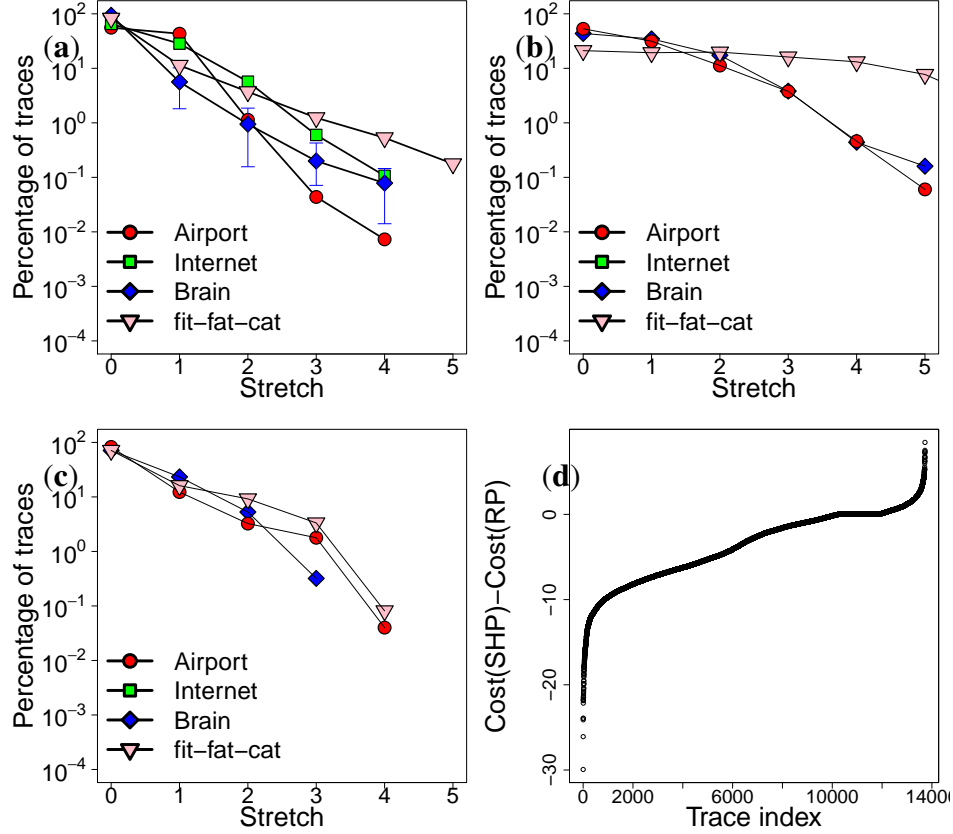 (a)
Percentage of traces
10² 10¹ 10⁰ 10⁻¹ 10⁻² 10⁻³ 10⁻⁴
Airport
Internet
Brain
fit−fat−cat
0 1 2 3 4 5
Stretch
(b)
Percentage of traces
10² 10¹ 10⁰ 10⁻¹ 10⁻² 10⁻³ 10⁻⁴
Airport
Internet
Brain
fit−fat−cat
0 1 2 3 4 5
Stretch
(c)
Percentage of traces
10² 10¹ 10⁰ 10⁻¹ 10⁻² 10⁻³ 10⁻⁴
Airport
Internet
Brain
fit−fat−cat
0 1 2 3 4 5
Stretch
(d)
Cost(SHP)−Cost(RP)
0 −10 −20 −30
0 2000 6000 10000 1400
Trace index